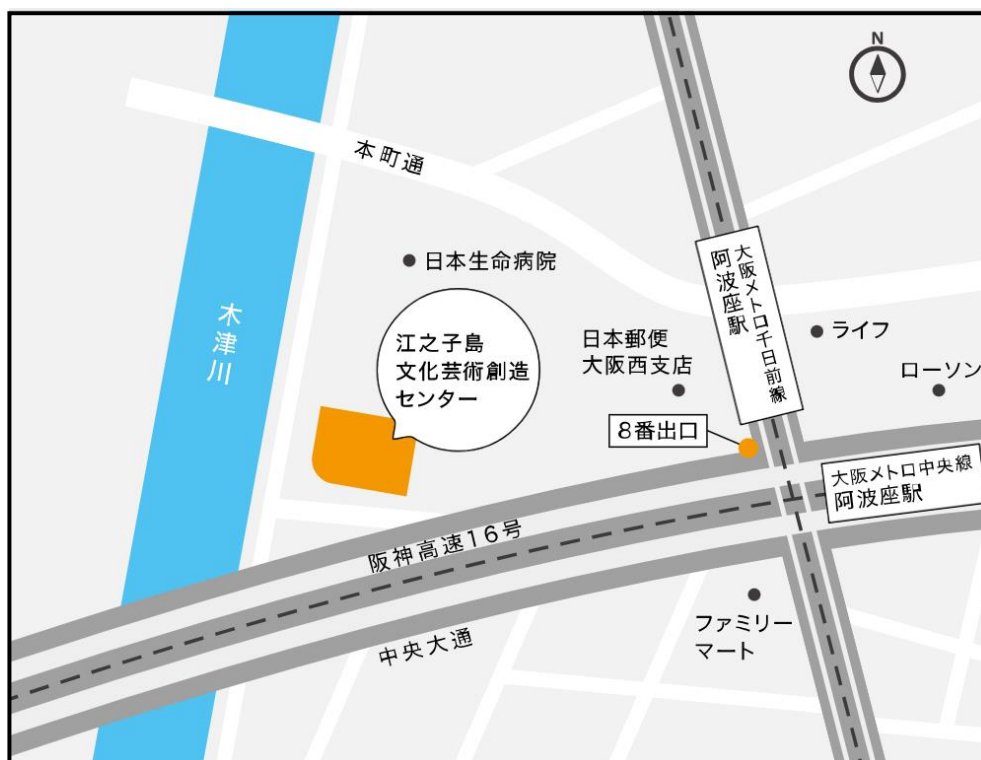 N
本町通
日本生命病院
木津川
江之子島
文化芸術創造
センター
日本郵便
大阪西支店
大阪メトロ千日前線
阿波座駅
ライフ
ローソン
8番出口
大阪メトロ中央線
阿波座駅
阪神高速16号
中央大通
ファミリー
マート